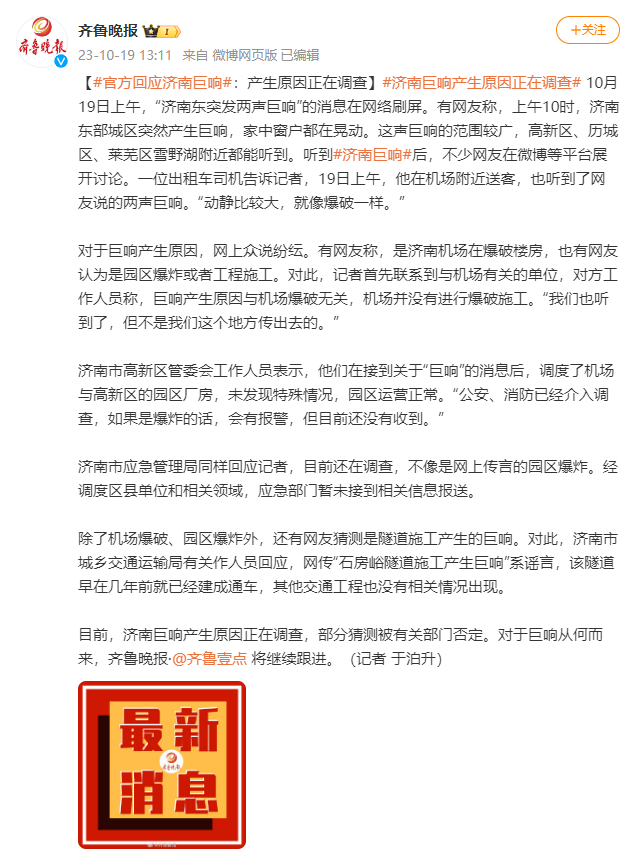 齐鲁晚报
齐鲁晚报 1
+关注
23-10-19 13:11 来自 微博网页版 已编辑
【#官方回应济南巨响#：产生原因正在调查】#济南巨响产生原因正在调查# 10月
19日上午，“济南东突发两声巨响”的消息在网络刷屏。有网友称，上午10时，济南
东部城区突然产生巨响，家中窗户都在晃动。这声巨响的范围较广，高新区、历城
区、莱芜区雪野湖附近都能听到。听到#济南巨响#后，不少网友在微博等平台展
开讨论。一位出租车司机告诉记者，19日上午，他在机场附近送客，也听到了网
友说的两声巨响。“动静比较大，就像爆破一样。”
对于巨响产生原因，网上众说纷纭。有网友称，是济南机场在爆破楼房，也有网友
认为是园区爆炸或者工程施工。对此，记者首先联系到与机场有关的单位，对方工
作人员称，巨响产生原因与机场爆破无关，机场并没有进行爆破施工。“我们也听
到了，但不是我们这个地方传出去的。”
济南市高新区管委会工作人员表示，他们在接到关于“巨响”的消息后，调度了机场
与高新区的园区厂房，未发现特殊情况，园区运营正常。“公安、消防已经介入调
查，如果是爆炸的话，会有报警，但目前还没有收到。”
济南市应急管理局同样回应记者，目前还在调查，不像是网上传言的园区爆炸。经
调度区县单位和相关领域，应急部门暂未接到相关信息报送。
除了机场爆破、园区爆炸外，还有网友猜测是隧道施工产生的巨响。对此，济南市
城乡交通运输局有关作人员回应，网传“石房峪隧道施工产生巨响”系谣言，该隧道
早在几年前就已经建成通车，其他交通工程也没有相关情况出现。
目前，济南巨响产生原因正在调查，部分猜测被有关部门否定。对于巨响从何而
来，齐鲁晚报·@齐鲁壹点 将继续跟进。（记者 于泊升）
最新
消息